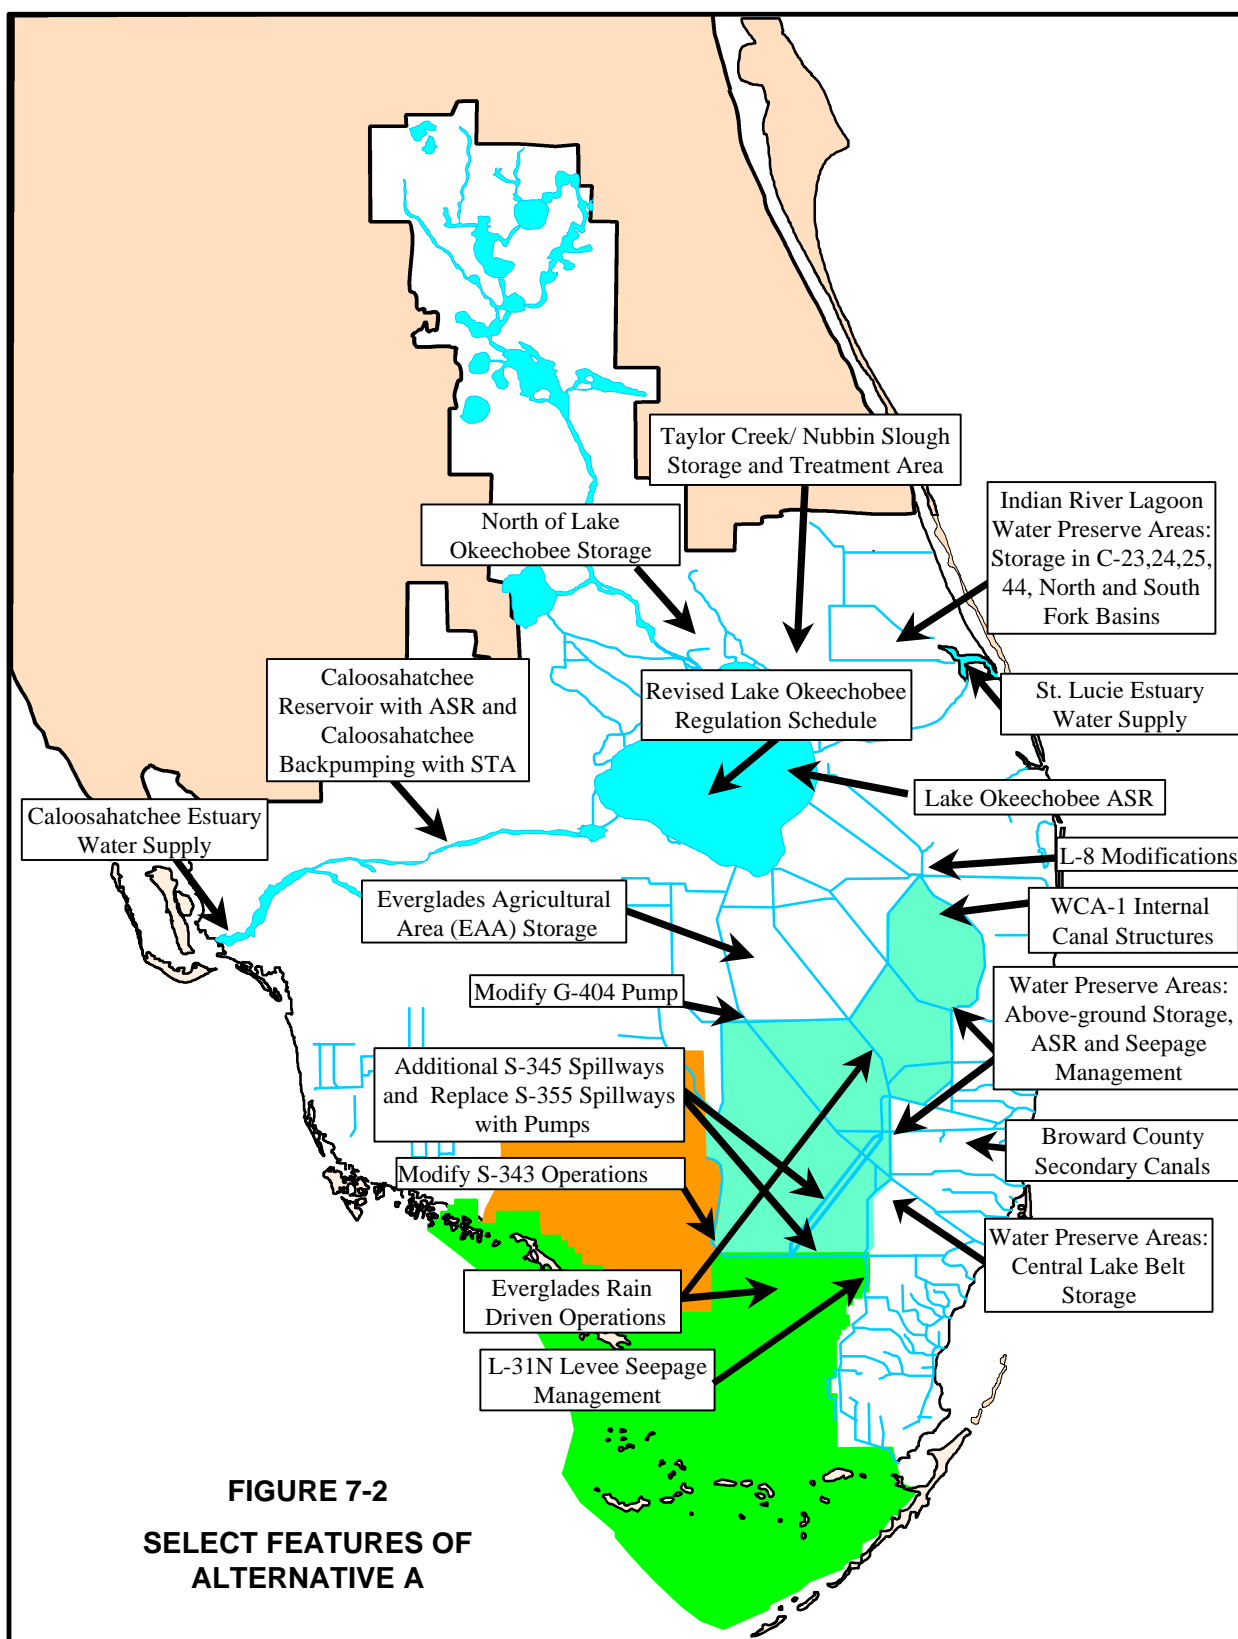 Taylor Creek/ Nubbin Slough
Storage and Treatment Area
North of Lake
Okeechobee Storage
Indian River Lagoon
Water Preserve Areas:
Storage in C-23,24,25,
44, North and South
Fork Basins
Caloosahatchee
Reservoir with ASR and
Caloosahatchee
Backpumping with STA
Revised Lake Okeechobee
Regulation Schedule
St. Lucie Estuary
Water Supply
Lake Okeechobee ASR
Caloosahatchee Estuary
Water Supply
L-8 Modifications
Everglades Agricultural
Area (EAA) Storage
WCA-1 Internal
Canal Structures
Modify G-404 Pump
Water Preserve Areas:
Above-ground Storage,
ASR and Seepage
Management
Additional S-345 Spillways
and Replace S-355 Spillways
with Pumps
Broward County
Secondary Canals
Modify S-343 Operations
Water Preserve Areas:
Central Lake Belt
Storage
Everglades Rain
Driven Operations
L-31N Levee Seepage
Management
FIGURE 7-2
SELECT FEATURES OF
ALTERNATIVE A